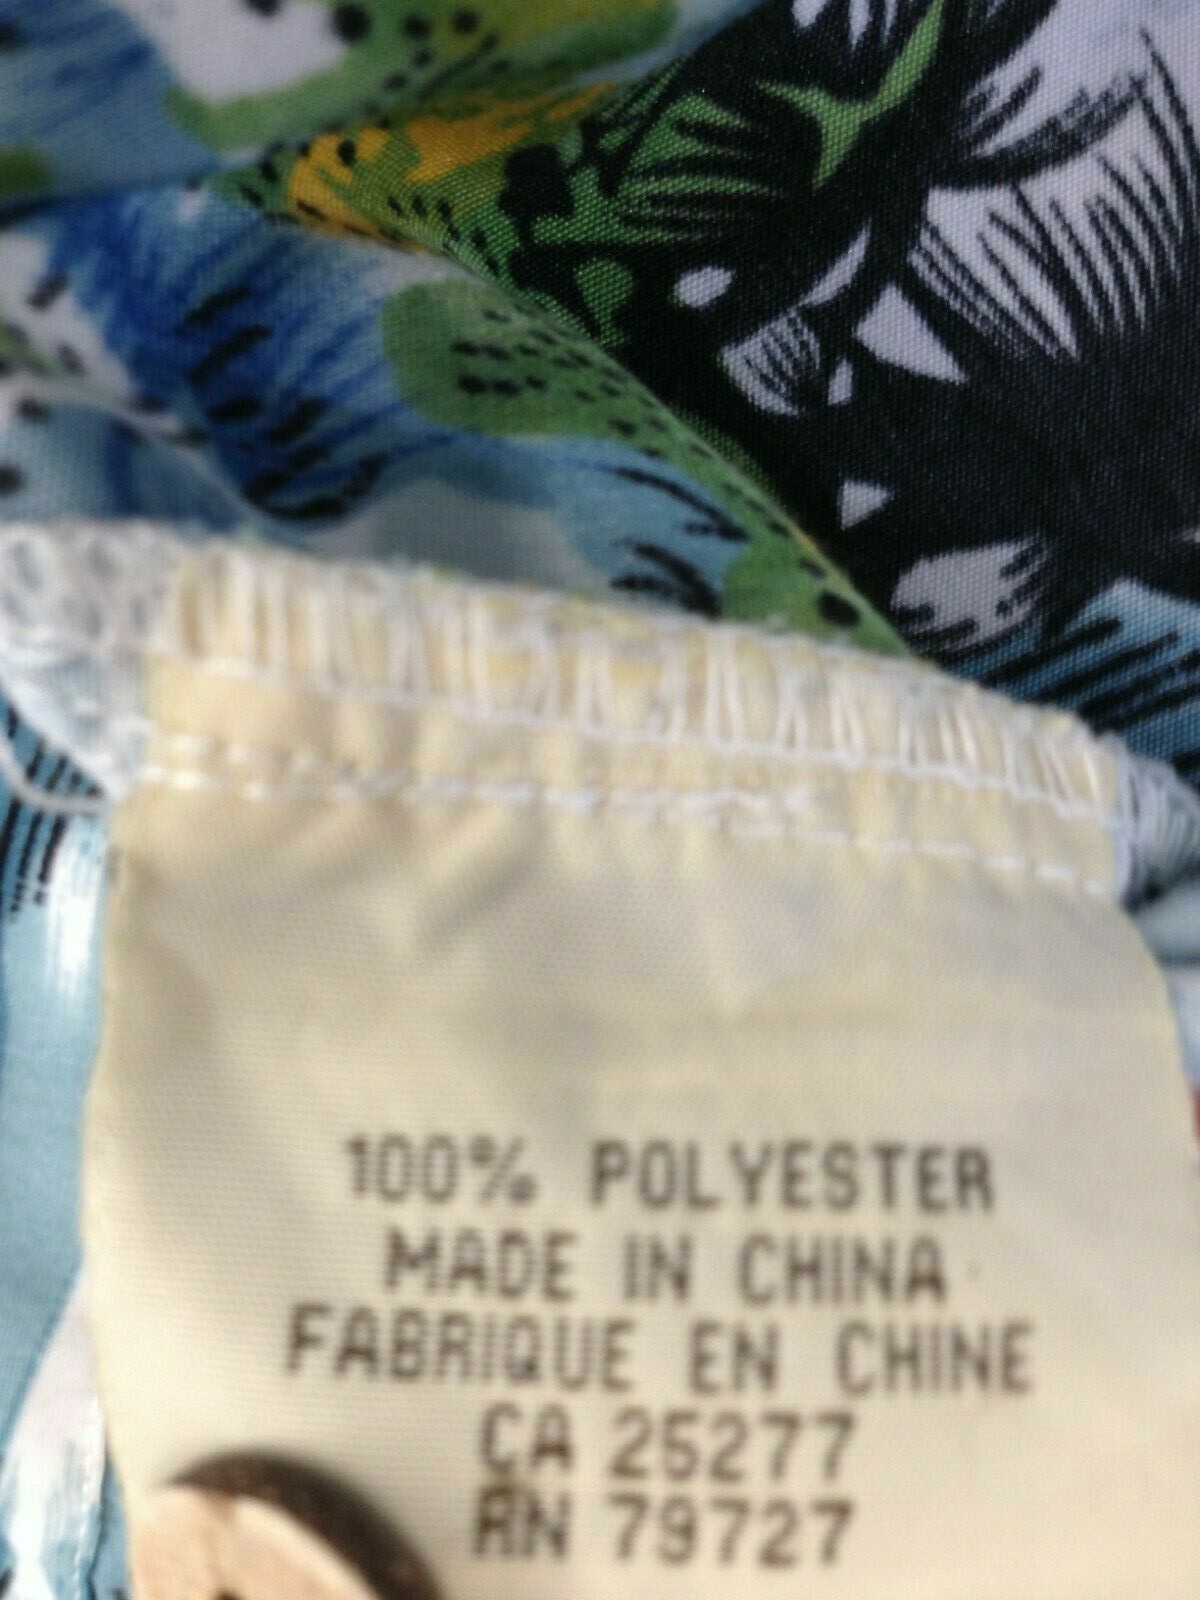 100% POLYESTER
MADE IN CHINA
FABRIQUE EN CHINE
CA 25277
RN 79727